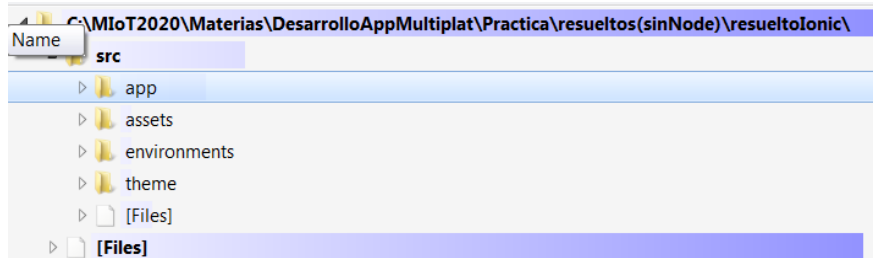 C:\MIoT2020\Materias\DesarrolloAppMultiplat\Practica\resueltos(sinNode)\resueltoIonic\
Name
src
app
assets
environments
theme
[Files]
[Files]